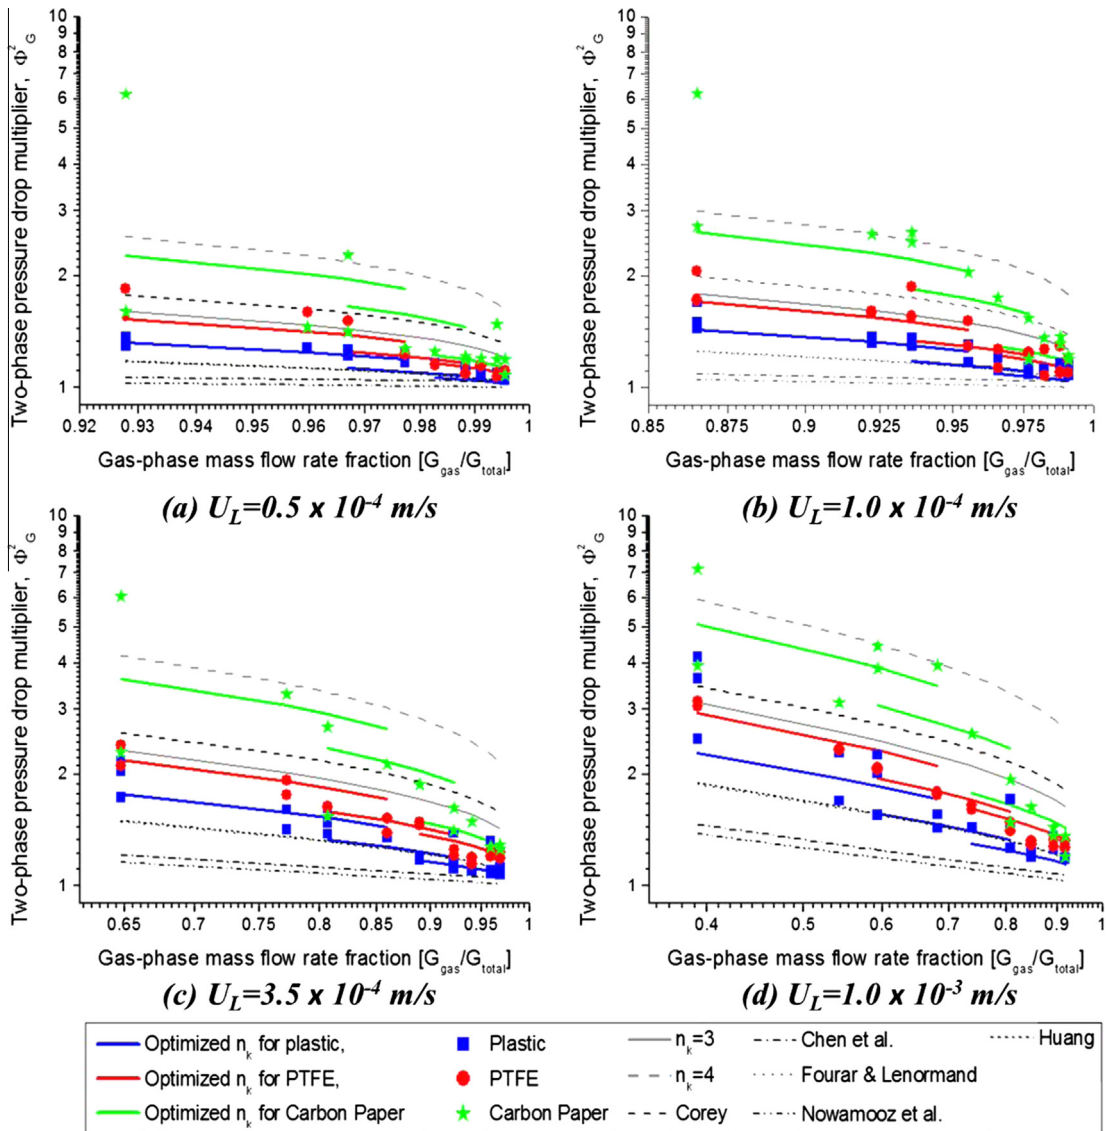 Two-phase pressure drop multiplier, Φ²G
10
9
8
7
6
5
4
3
2
1
0.92 0.93 0.94 0.95 0.96 0.97 0.98 0.99 1
Gas-phase mass flow rate fraction [Ggas/Gtotal]
(a) UL=0.5 x 10-4 m/s
Two-phase pressure drop multiplier, Φ²G
10
9
8
7
6
5
4
3
2
1
0.85 0.875 0.9 0.925 0.95 0.975 1
Gas-phase mass flow rate fraction [Ggas/Gtotal]
(b) UL=1.0 x 10-4 m/s
Two-phase pressure drop multiplier, Φ²G
10
9
8
7
6
5
4
3
2
1
0.65 0.7 0.75 0.8 0.85 0.9 0.95 1
Gas-phase mass flow rate fraction [Ggas/Gtotal]
(c) UL=3.5 x 10-4 m/s
Two-phase pressure drop multiplier, Φ²G
10
9
8
7
6
5
4
3
2
1
0.4 0.5 0.6 0.7 0.8 0.9 1
Gas-phase mass flow rate fraction [Ggas/Gtotal]
(d) UL=1.0 x 10-3 m/s
Optimized nk for plastic, Plastic nk=3 Chen et al. Huang
Optimized nk for PTFE, PTFE nk=4 Fourar & Lenormand
Optimized nk for Carbon Paper Carbon Paper Corey Nowamooz et al.